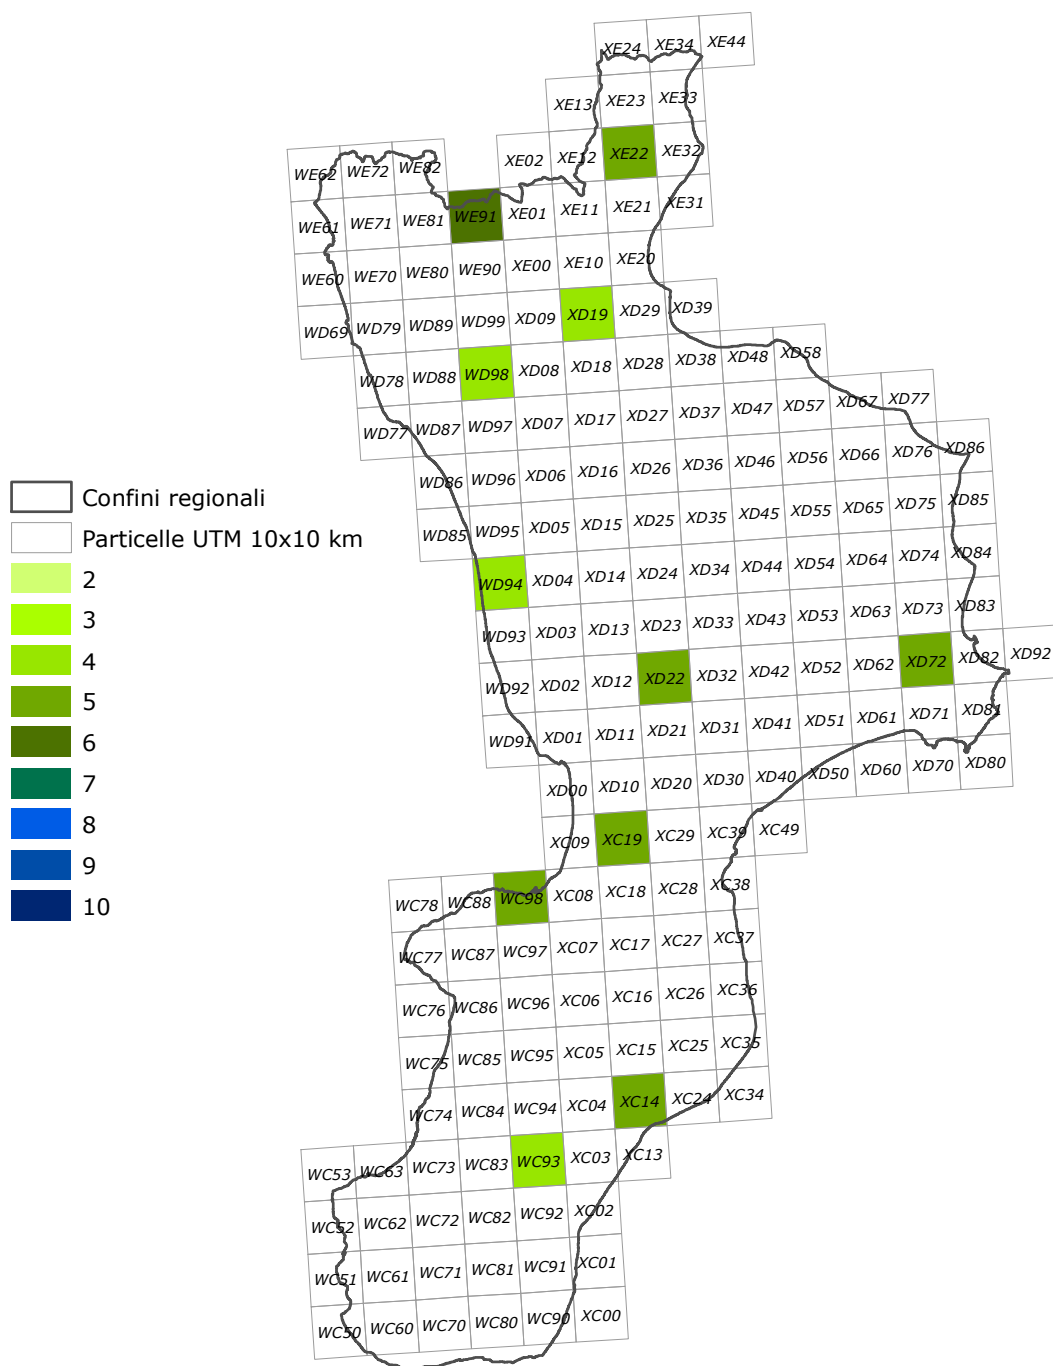 XE24 XE34 XE44
XE13 XE23 XE33
WE62 WE72 WE82 XE02 XE12 XE22 XE32
WE61 WE71 WE81 WE91 XE01 XE11 XE21 XE31
WE60 WE70 WE80 WE90 XE00 XE10 XE20
WD69 WD79 WD89 WD99 XD09 XD19 XD29 XD39
WD78 WD88 WD98 XD08 XD18 XD28 XD38 XD48 XD58
WD77 WD87 WD97 XD07 XD17 XD27 XD37 XD47 XD57 XD67 XD77
WD86 WD96 XD06 XD16 XD26 XD36 XD46 XD56 XD66 XD76 XD86
WD85 WD95 XD05 XD15 XD25 XD35 XD45 XD55 XD65 XD75 XD85
WD94 XD04 XD14 XD24 XD34 XD44 XD54 XD64 XD74 XD84
WD93 XD03 XD13 XD23 XD33 XD43 XD53 XD63 XD73 XD83
WD92 XD02 XD12 XD22 XD32 XD42 XD52 XD62 XD72 XD82 XD92
WD91 XD01 XD11 XD21 XD31 XD41 XD51 XD61 XD71 XD81
XD00 XD10 XD20 XD30 XD40 XD50 XD60 XD70 XD80
XC09 XC19 XC29 XC39 XC49
WC78 WC88 WC98 XC08 XC18 XC28 XC38
WC77 WC87 WC97 XC07 XC17 XC27 XC37
WC76 WC86 WC96 XC06 XC16 XC26 XC36
WC75 WC85 WC95 XC05 XC15 XC25 XC35
WC74 WC84 WC94 XC04 XC14 XC24 XC34
WC53 WC63 WC73 WC83 WC93 XC03 XC13
WC52 WC62 WC72 WC82 WC92 XC02
WC51 WC61 WC71 WC81 WC91 XC01
WC50 WC60 WC70 WC80 WC90 XC00
Confini regionali
Particelle UTM 10x10 km
2
3
4
5
6
7
8
9
10